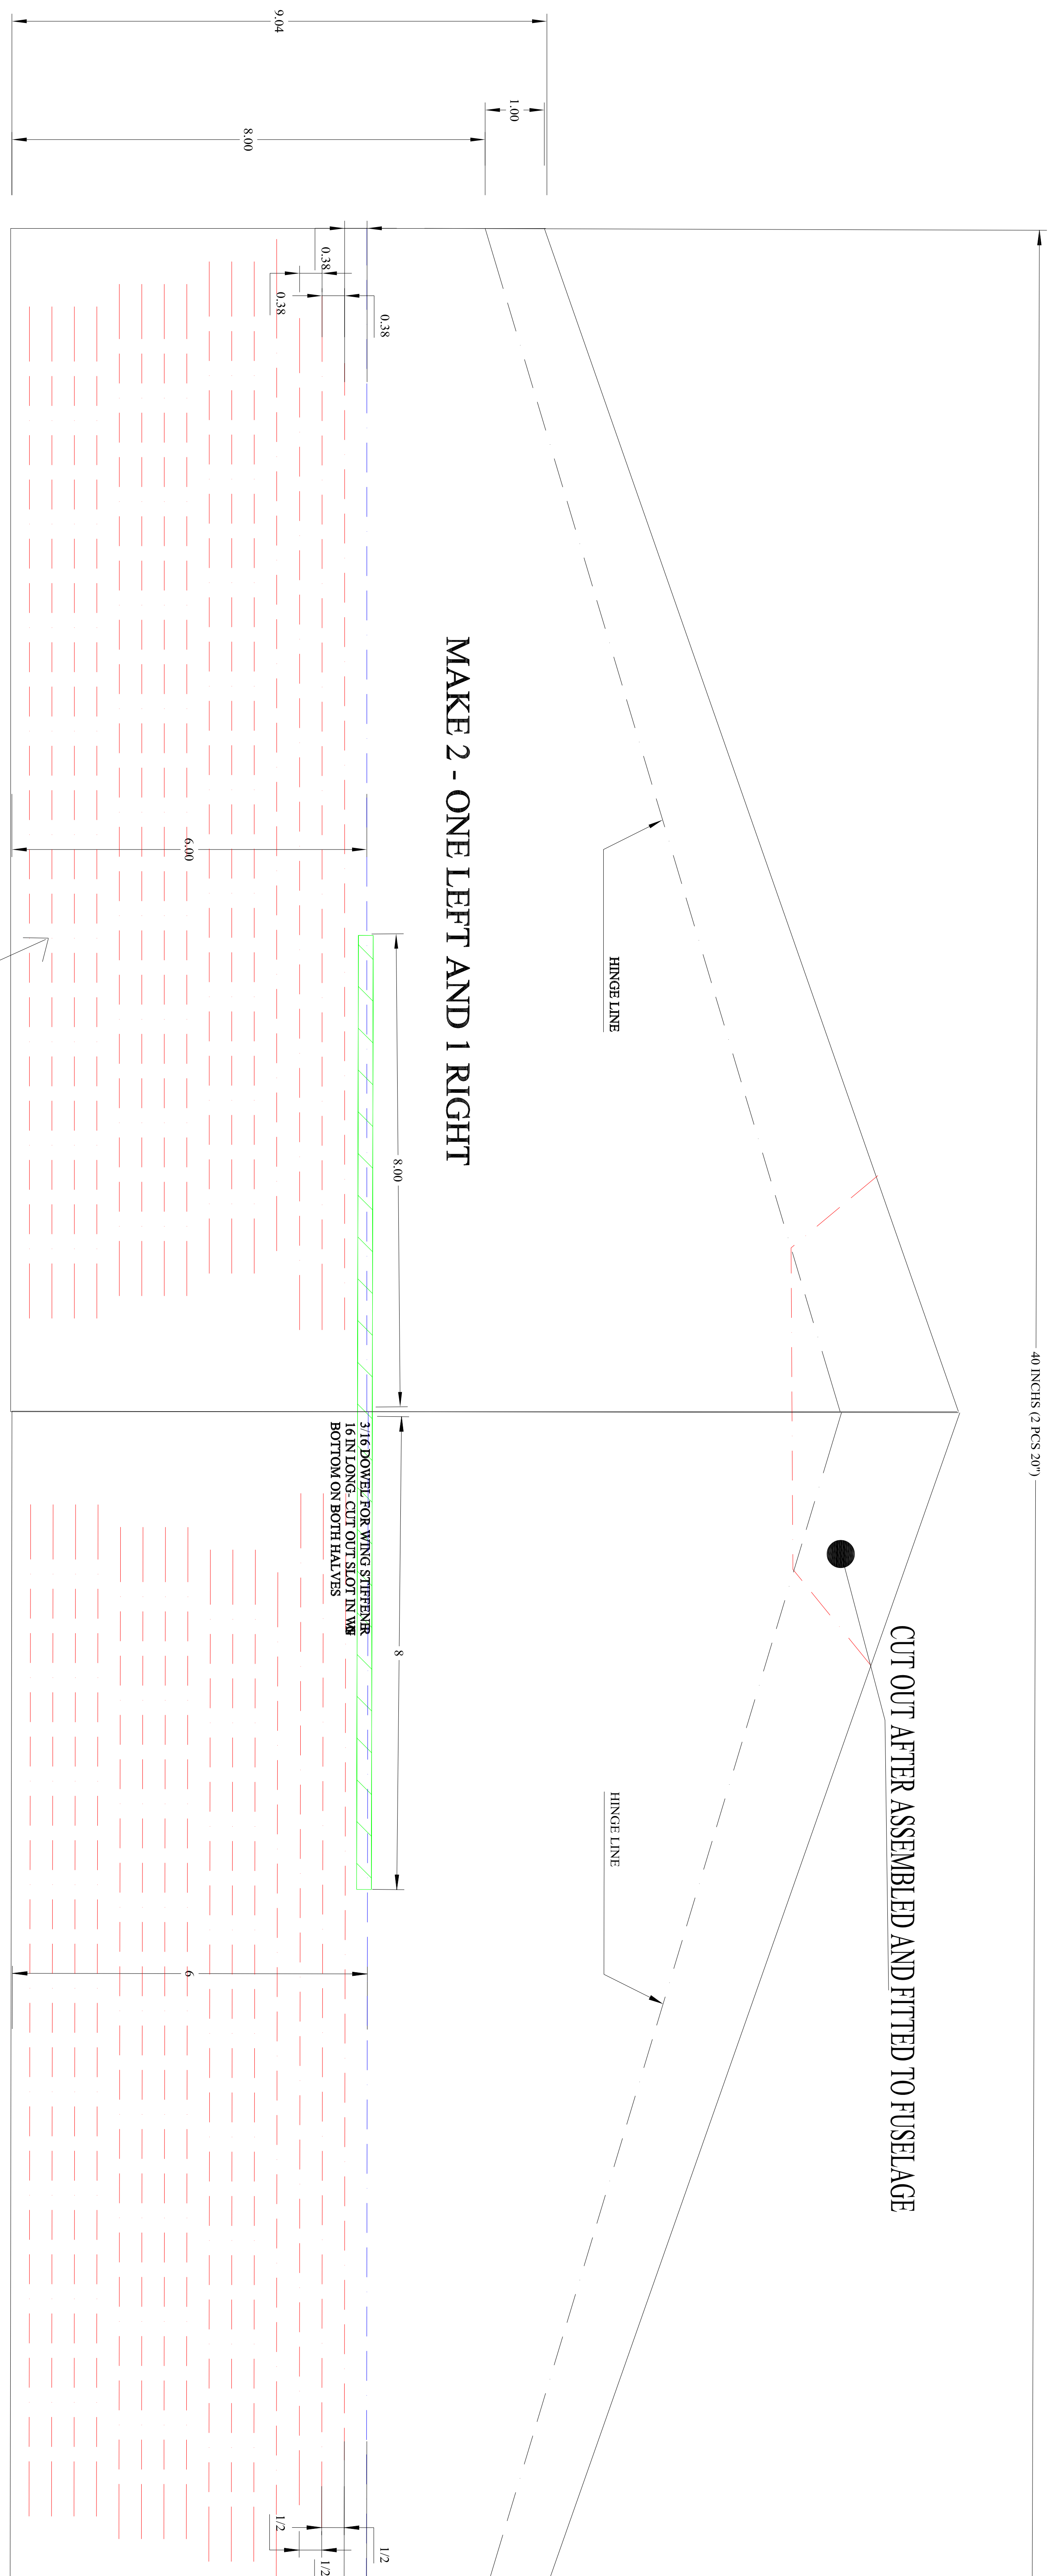 9.04
1.00
8.00
0.38
0.38
0.38
MAKE 2 - ONE LEFT AND 1 RIGHT
HINGE LINE
6.00
8.00
40 INCHS (2 PCS 20")
3/16 DOWEL FOR WING STIFFENER
16 IN LONG- CUT OUT SLOT IN
BOTTOM ON BOTH HALVES
8
CUT OUT AFTER ASSEMBLED AND FITTED TO FUSELAGE
HINGE LINE
6
1/2
1/2
1/2